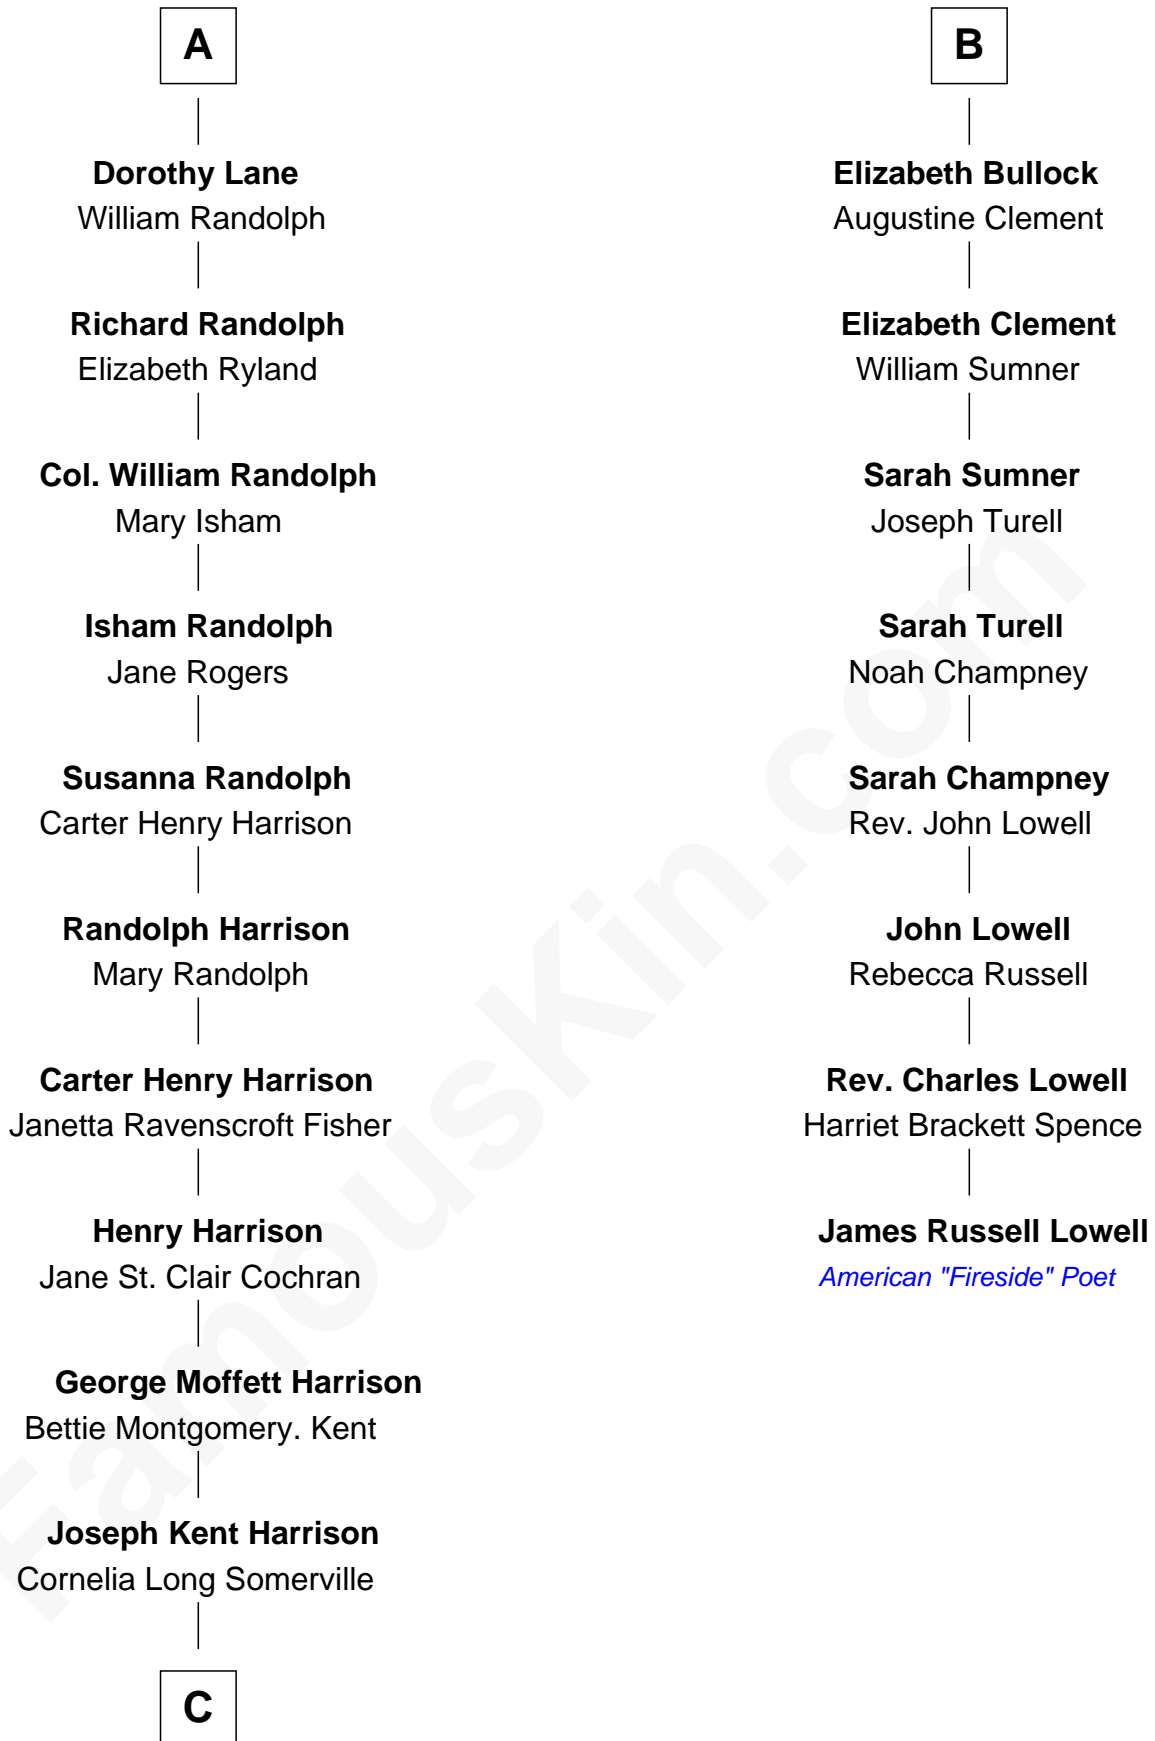 A
Dorothy Lane
William Randolph
Richard Randolph
Elizabeth Ryland
Col. William Randolph
Mary Isham
Isham Randolph
Jane Rogers
Susanna Randolph
Carter Henry Harrison
Randolph Harrison
Mary Randolph
Carter Henry Harrison
Janetta Ravenscroft Fisher
Henry Harrison
Jane St. Clair Cochran
George Moffett Harrison
Bettie Montgomery. Kent
Joseph Kent Harrison
Cornelia Long Somerville
C
B
Elizabeth Bullock
Augustine Clement
Elizabeth Clement
William Sumner
Sarah Sumner
Joseph Turell
Sarah Turell
Noah Champney
Sarah Champney
Rev. John Lowell
John Lowell
Rebecca Russell
Rev. Charles Lowell
Harriet Brackett Spence
James Russell Lowell
American "Fireside" Poet
FamousKin.com